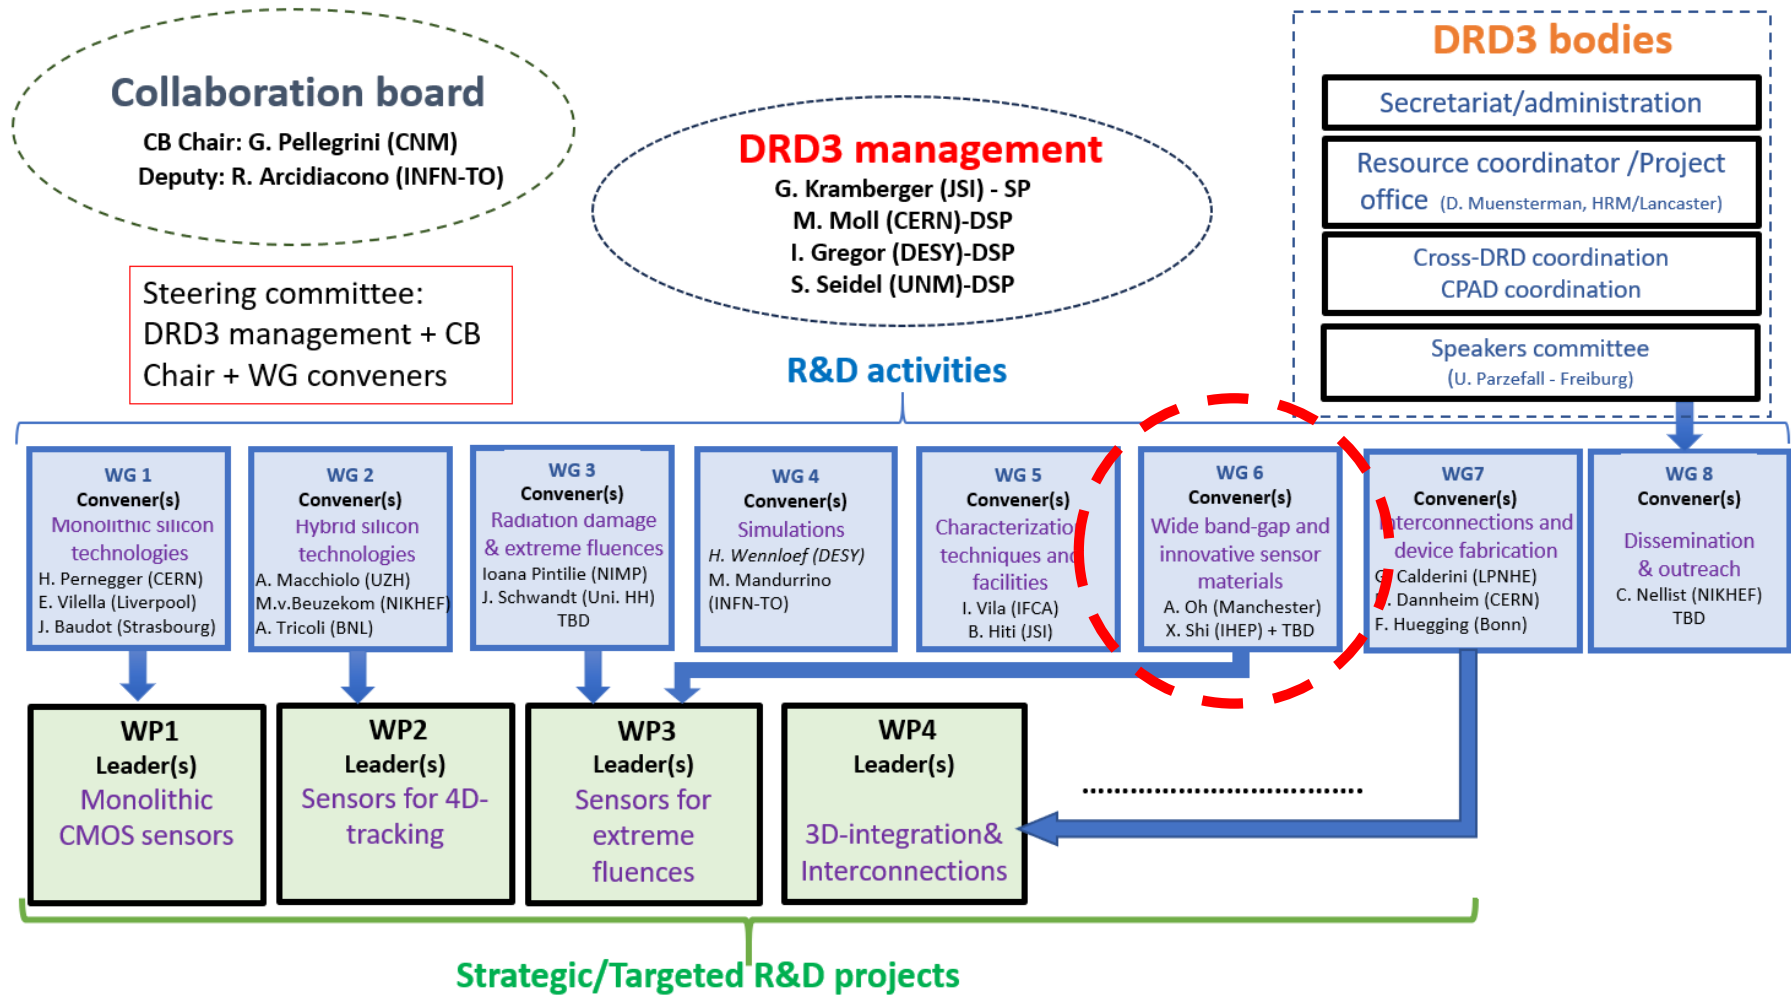 Collaboration board
CB Chair: G. Pellegrini (CNM)
Deputy: R. Arcidiacono (INFN-TO)
DRD3 management
G. Kramberger (JSI) - SP
M. Moll (CERN)-DSP
I. Gregor (DESY)-DSP
S. Seidel (UNM)-DSP
DRD3 bodies
Secretariat/administration
Resource coordinator /Project
office (D. Muensterman, HRM/Lancaster)
Cross-DRD coordination
CPAD coordination
Speakers committee
(U. Parzefall - Freiburg)
Steering committee:
DRD3 management + CB
Chair + WG conveners
R&D activities
WG 1
Convener(s)
Monolithic silicon
technologies
H. Pernegger (CERN)
E. Vilella (Liverpool)
J. Baudot (Strasbourg)
WG 2
Convener(s)
Hybrid silicon
technologies
A. Macchiolo (UZH)
M.v.Beuzekom (NIKHEF)
A. Tricoli (BNL)
WG 3
Convener(s)
Radiation damage
& extreme fluences
Ioana Pintilie (NIMP)
J. Schwandt (Uni. HH)
TBD
WG 4
Convener(s)
Simulations
H. Wennloef (DESY)
M. Mandurrino
(INFN-TO)
WG 5
Convener(s)
Characterization
techniques and
facilities
I. Vila (IFCA)
B. Hiti (JSI)
WG 6
Convener(s)
Wide band-gap and
innovative sensor
materials
A. Oh (Manchester)
X. Shi (IHEP) + TBD
WG7
Convener(s)
Interconnections and
device fabrication
Calderini (LPNHE)
Dannheim (CERN)
F. Huegging (Bonn)
WG 8
Convener(s)
Dissemination
& outreach
C. Nellist (NIKHEF)
TBD
WP1
Leader(s)
Monolithic
CMOS sensors
WP2
Leader(s)
Sensors for 4D-
tracking
WP3
Leader(s)
Sensors for
extreme
fluences
WP4
Leader(s)
3D-integration&
Interconnections
Strategic/Targeted R&D projects